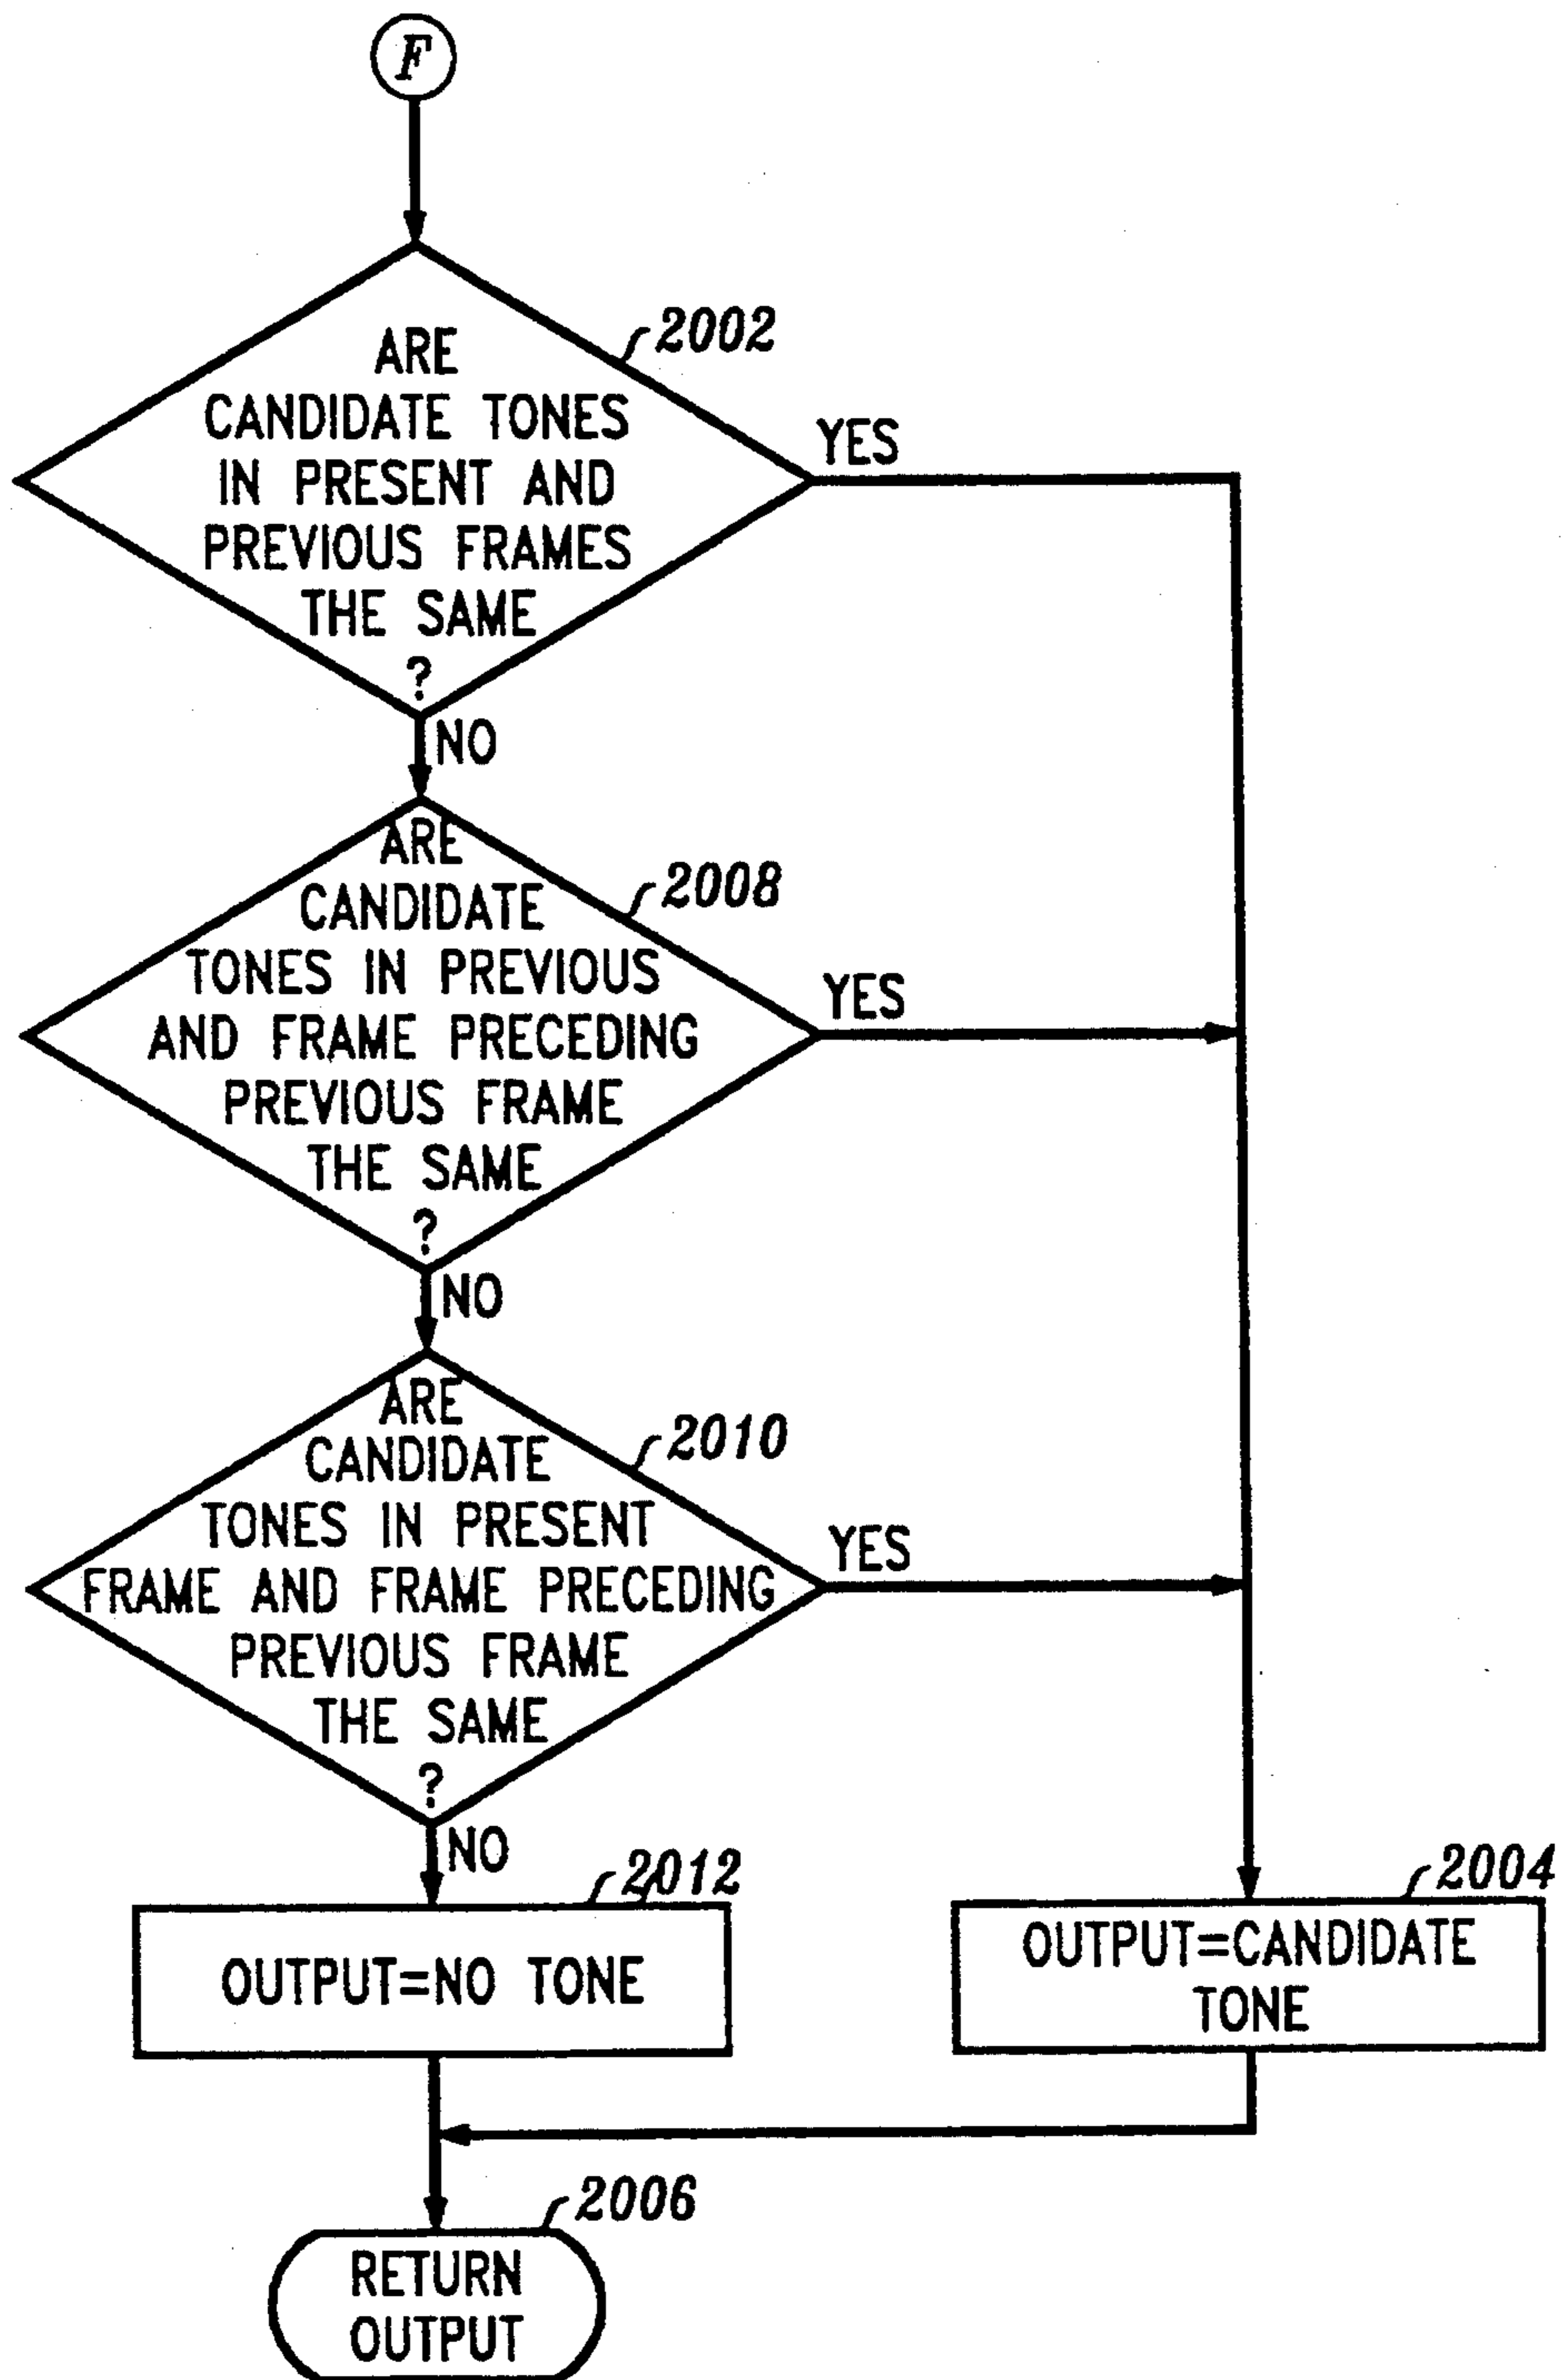 F
2002
ARE
CANDIDATE TONES
IN PRESENT AND
PREVIOUS FRAMES
THE SAME
?
YES
NO
2008
ARE
CANDIDATE
TONES IN PREVIOUS
AND FRAME PRECEDING
PREVIOUS FRAME
THE SAME
?
YES
NO
2010
ARE
CANDIDATE
TONES IN PRESENT
FRAME AND FRAME PRECEDING
PREVIOUS FRAME
THE SAME
?
YES
NO
2012
OUTPUT=NO TONE
2004
OUTPUT=CANDIDATE
TONE
2006
RETURN
OUTPUT